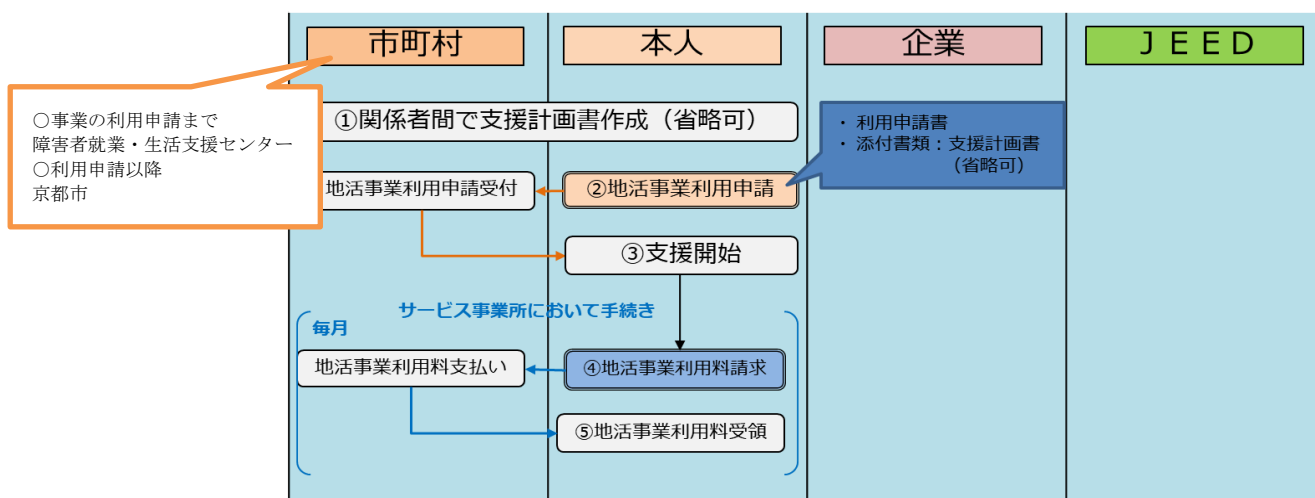 市町村
本人
企業
ＪＥＥＤ
○事業の利用申請まで
障害者就業・生活支援センター
○利用申請以降
京都市
①関係者間で支援計画書作成（省略可）
・ 利用申請書
・ 添付書類：支援計画書
（省略可）
地活事業利用申請受付
②地活事業利用申請
③支援開始
サービス事業所において手続き
毎月
地活事業利用料支払い
④地活事業利用料請求
⑤地活事業利用料受領